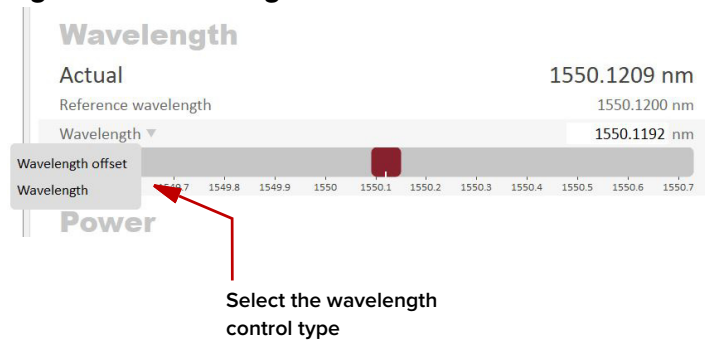 Wavelength
Actual 1550.1209 nm
Reference wavelength 1550.1200 nm
Wavelength ▼ 1550.1192 nm
Wavelength offset
Wavelength
1549.8 1549.9 1550 1550.1 1550.2 1550.3 1550.4 1550.5 1550.6 1550.7
Power
Select the wavelength
control type